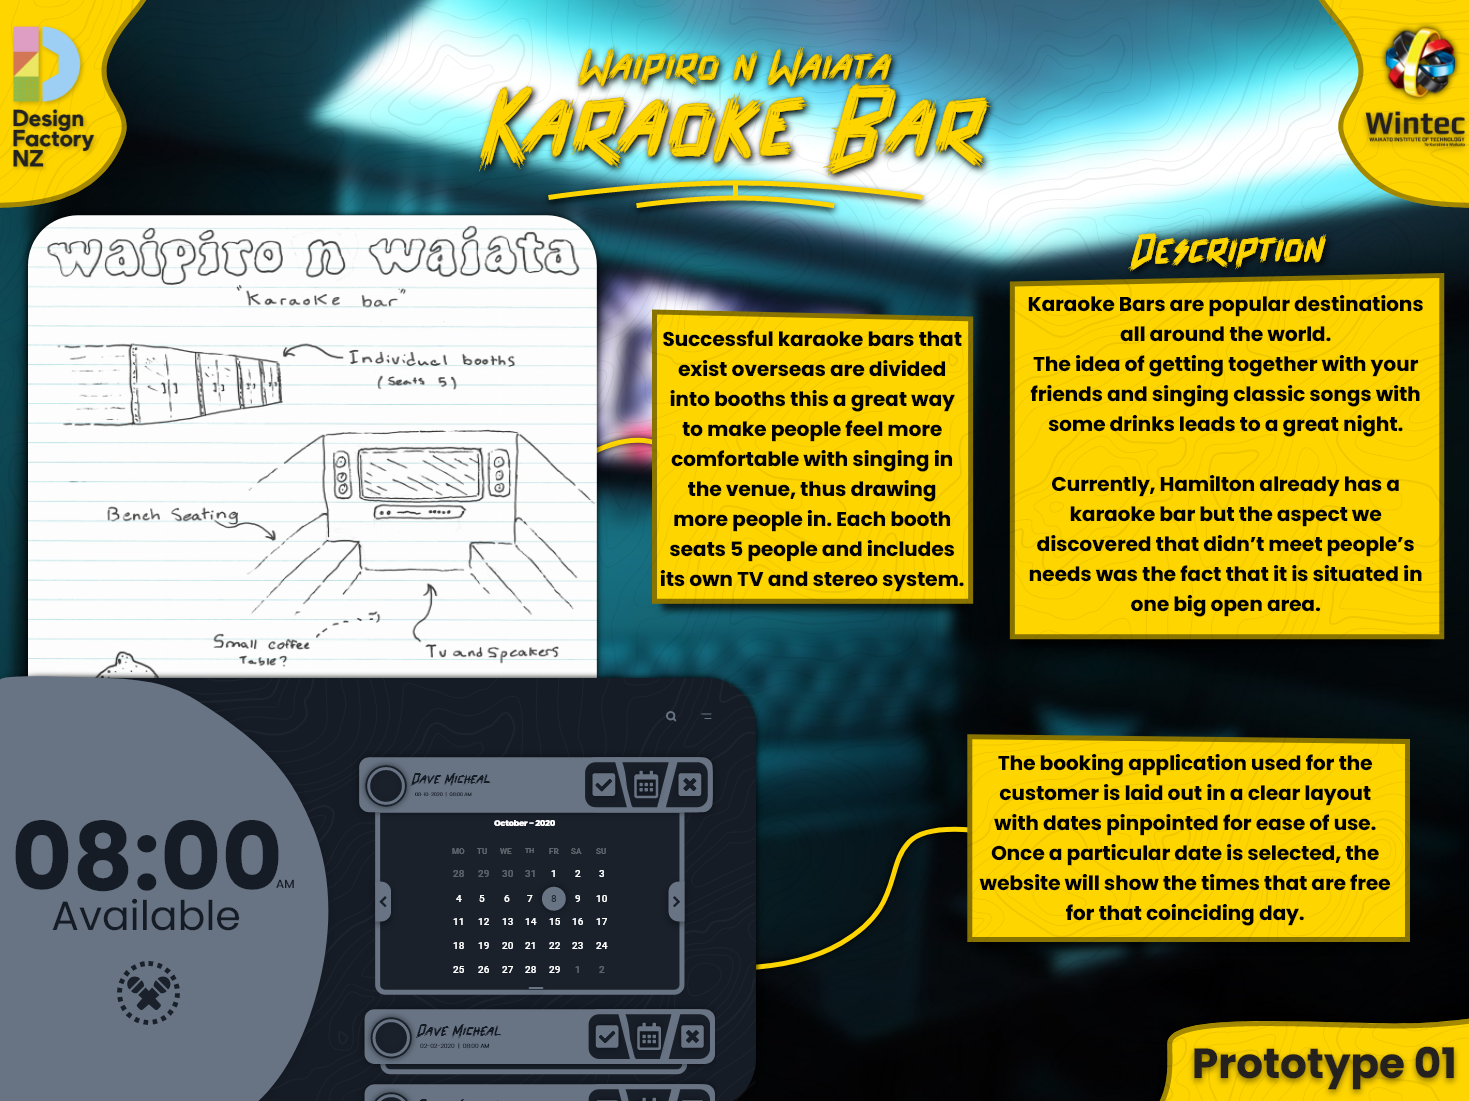 Design
Factory
NZ
Waipiro n Waiata
Karaoke Bar
Wintec
WAIKATO INSTITUTE OF TECHNOLOGY
waipiro n waiata
"Karaoke bar"
Individual booths
(Seats 5)
Bench Seating
Small coffee
Table?
TV and Speakers
Successful karaoke bars that
exist overseas are divided
into booths this a great way
to make people feel more
comfortable with singing in
the venue, thus drawing
more people in. Each booth
seats 5 people and includes
its own TV and stereo system.
Description
Karaoke Bars are popular destinations
all around the world.
The idea of getting together with your
friends and singing classic songs with
some drinks leads to a great night.
Currently, Hamilton already has a
karaoke bar but the aspect we
discovered that didn't meet people's
needs was the fact that it is situated in
one big open area.
08:00 AM
Available
Dave Micheal
08-10-2020 | 08:00 AM
October - 2020
MO TU WE TH FR SA SU
28 29 30 31 1 2 3
4 5 6 7 8 9 10
11 12 13 14 15 16 17
18 19 20 21 22 23 24
25 26 27 28 29 1 2
Dave Micheal
02-02-2020 | 08:00 AM
The booking application used for the
customer is laid out in a clear layout
with dates pinpointed for ease of use.
Once a particular date is selected, the
website will show the times that are free
for that coinciding day.
Prototype 01